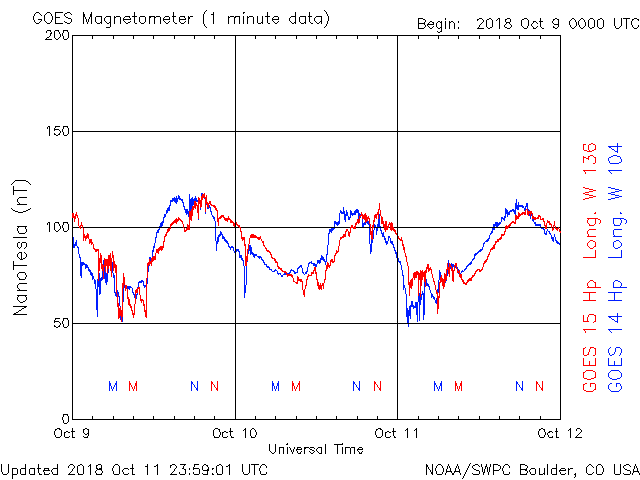 GOES Magnetometer (1 minute data)
Begin: 2018 Oct 9 0000 UTC
200
150
100
50
0
NanoTesla (nT)
M M N N M M N N M M N N
Oct 9 Oct 10 Oct 11 Oct 12
Universal Time
GOES 15 Hp Long. W 136
GOES 14 Hp Long. W 104
Updated 2018 Oct 11 23:59:01 UTC
NOAA/SWPC Boulder, CO USA